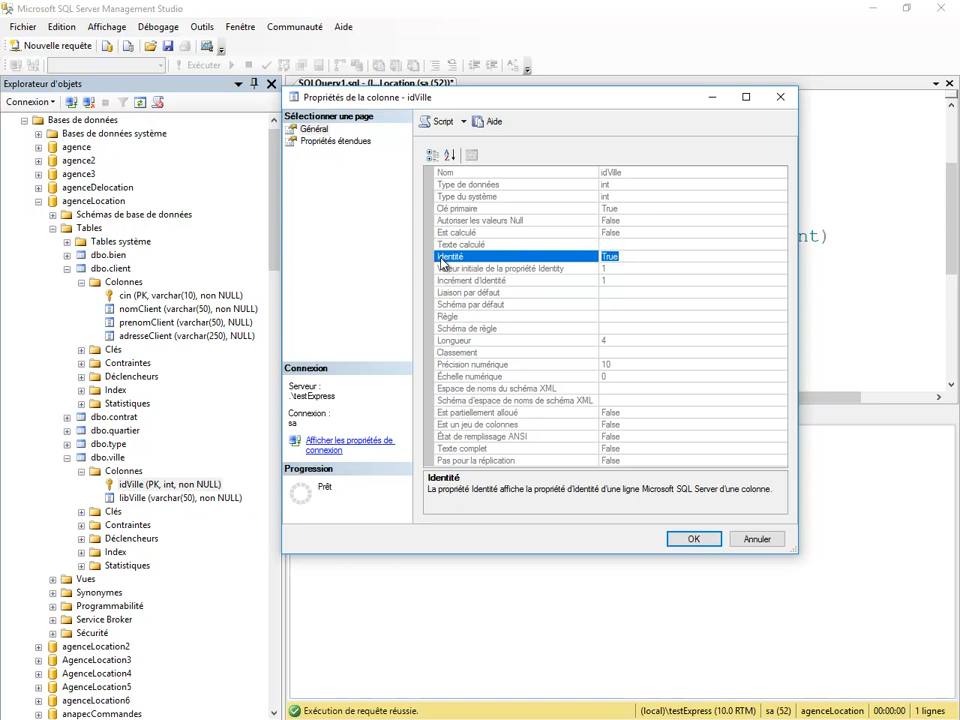 Microsoft SQL Server Management Studio
Fichier Edition Affichage Débogage Outils Fenêtre Communauté Aide
Nouvelle requête
Exécuter
Explorateur d'objets
Connexion
Bases de données
Bases de données système
agence
agence2
agence3
agenceDelocation
agenceLocation
Schémas de base de données
Tables
Tables système
dbo.bien
dbo.client
Colonnes
cin (PK, varchar(10), non NULL)
nomClient (varchar(50), non NULL)
prenomClient (varchar(50), non NULL)
adresseClient (varchar(250), NULL)
Clés
Contraintes
Déclencheurs
Index
Statistiques
dbo.contrat
dbo.quartier
dbo.type
dbo.ville
Colonnes
idVille (PK, int, non NULL)
libVille (varchar(50), non NULL)
Clés
Contraintes
Déclencheurs
Index
Statistiques
Vues
Synonymes
Programmabilité
Service Broker
Sécurité
agenceLocation2
AgenceLocation3
AgenceLocation4
AgenceLocation5
agenceLocation6
anapecCommandes
SQLQuery1.sql - (l...Location (sa (52))*
nt)
Propriétés de la colonne - idVille
Sélectionner une page
Général
Propriétés étendues
Script Aide
Nom idVille
Type de données int
Type du système int
Clé primaire True
Autoriser les valeurs Null False
Est calculé False
Texte calculé
Identité True
Valeur initiale de la propriété Identity 1
Incrément d'Identité 1
Liaison par défaut
Schéma par défaut
Règle
Schéma de règle
Longueur 4
Classement
Précision numérique 10
Échelle numérique 0
Espace de noms du schéma XML
Schéma d'espace de noms de schéma XML
Est partiellement alloué False
Est un jeu de colonnes False
État de remplissage ANSI False
Texte complet False
Pas pour la réplication False
Identité
La propriété Identité affiche la propriété d'identité d'une ligne Microsoft SQL Server d'une colonne.
Connexion
Serveur :
.\testExpress
Connexion :
sa
Afficher les propriétés de
connexion
Progression
Prêt
OK Annuler
Exécution de requête réussie. (local)\testExpress (10.0 RTM) sa (52) agenceLocation 00:00:00 1 lignes